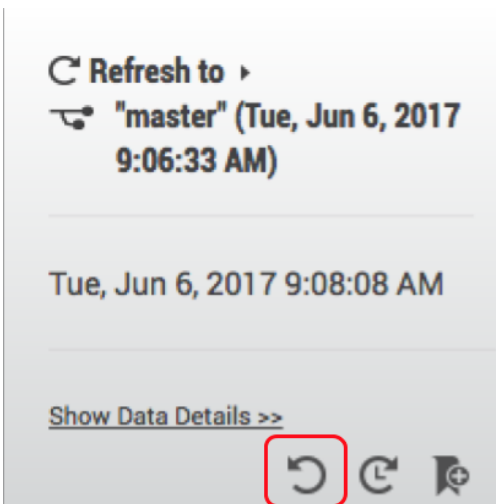 Refresh to
"master" (Tue, Jun 6, 2017
9:06:33 AM)
Tue, Jun 6, 2017 9:08:08 AM
Show Data Details >>